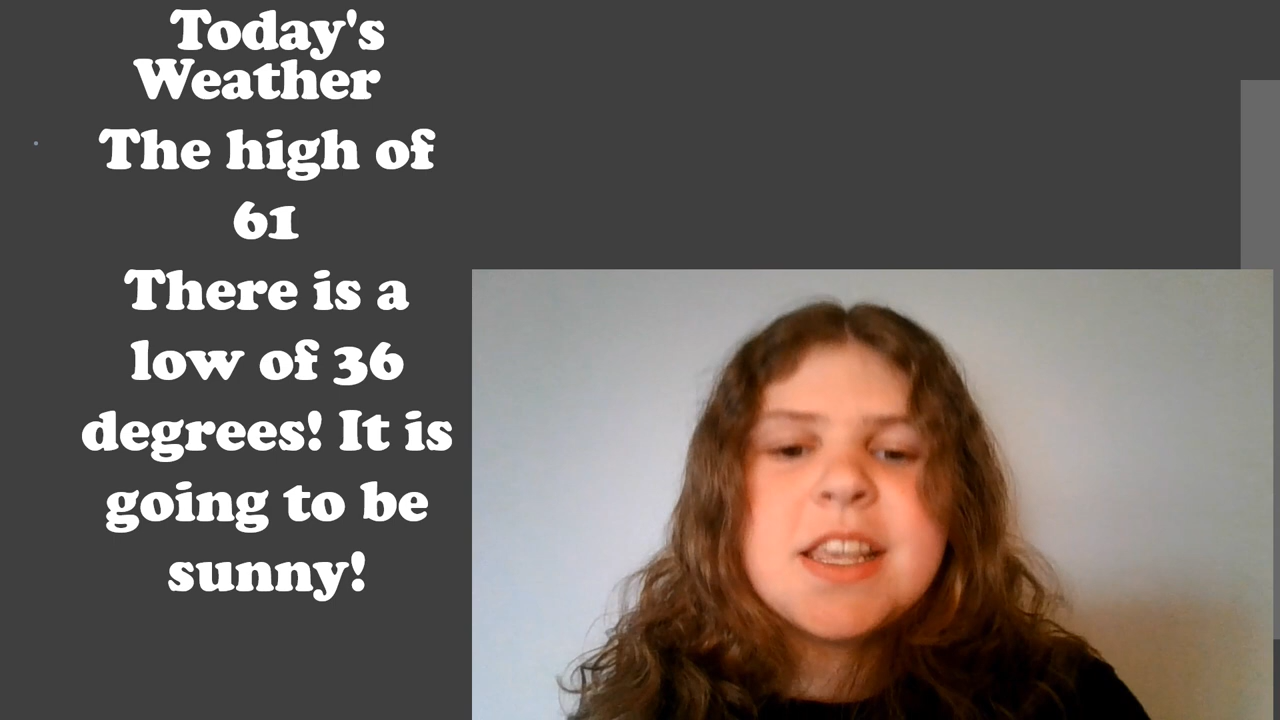 Today's
Weather
The high of
61
There is a
low of 36
degrees! It is
going to be
sunny!